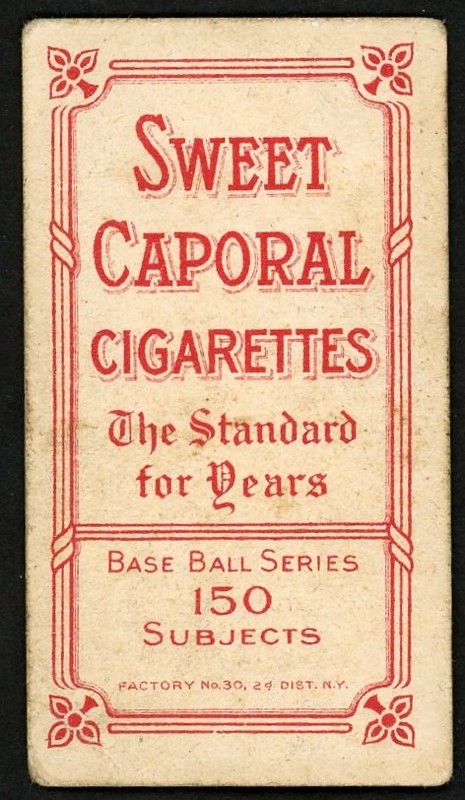 SWEET
CAPORAL
CIGARETTES
The Standard
for Years
BASE BALL SERIES
150
SUBJECTS
FACTORY No. 30, 2d DIST. N.Y.